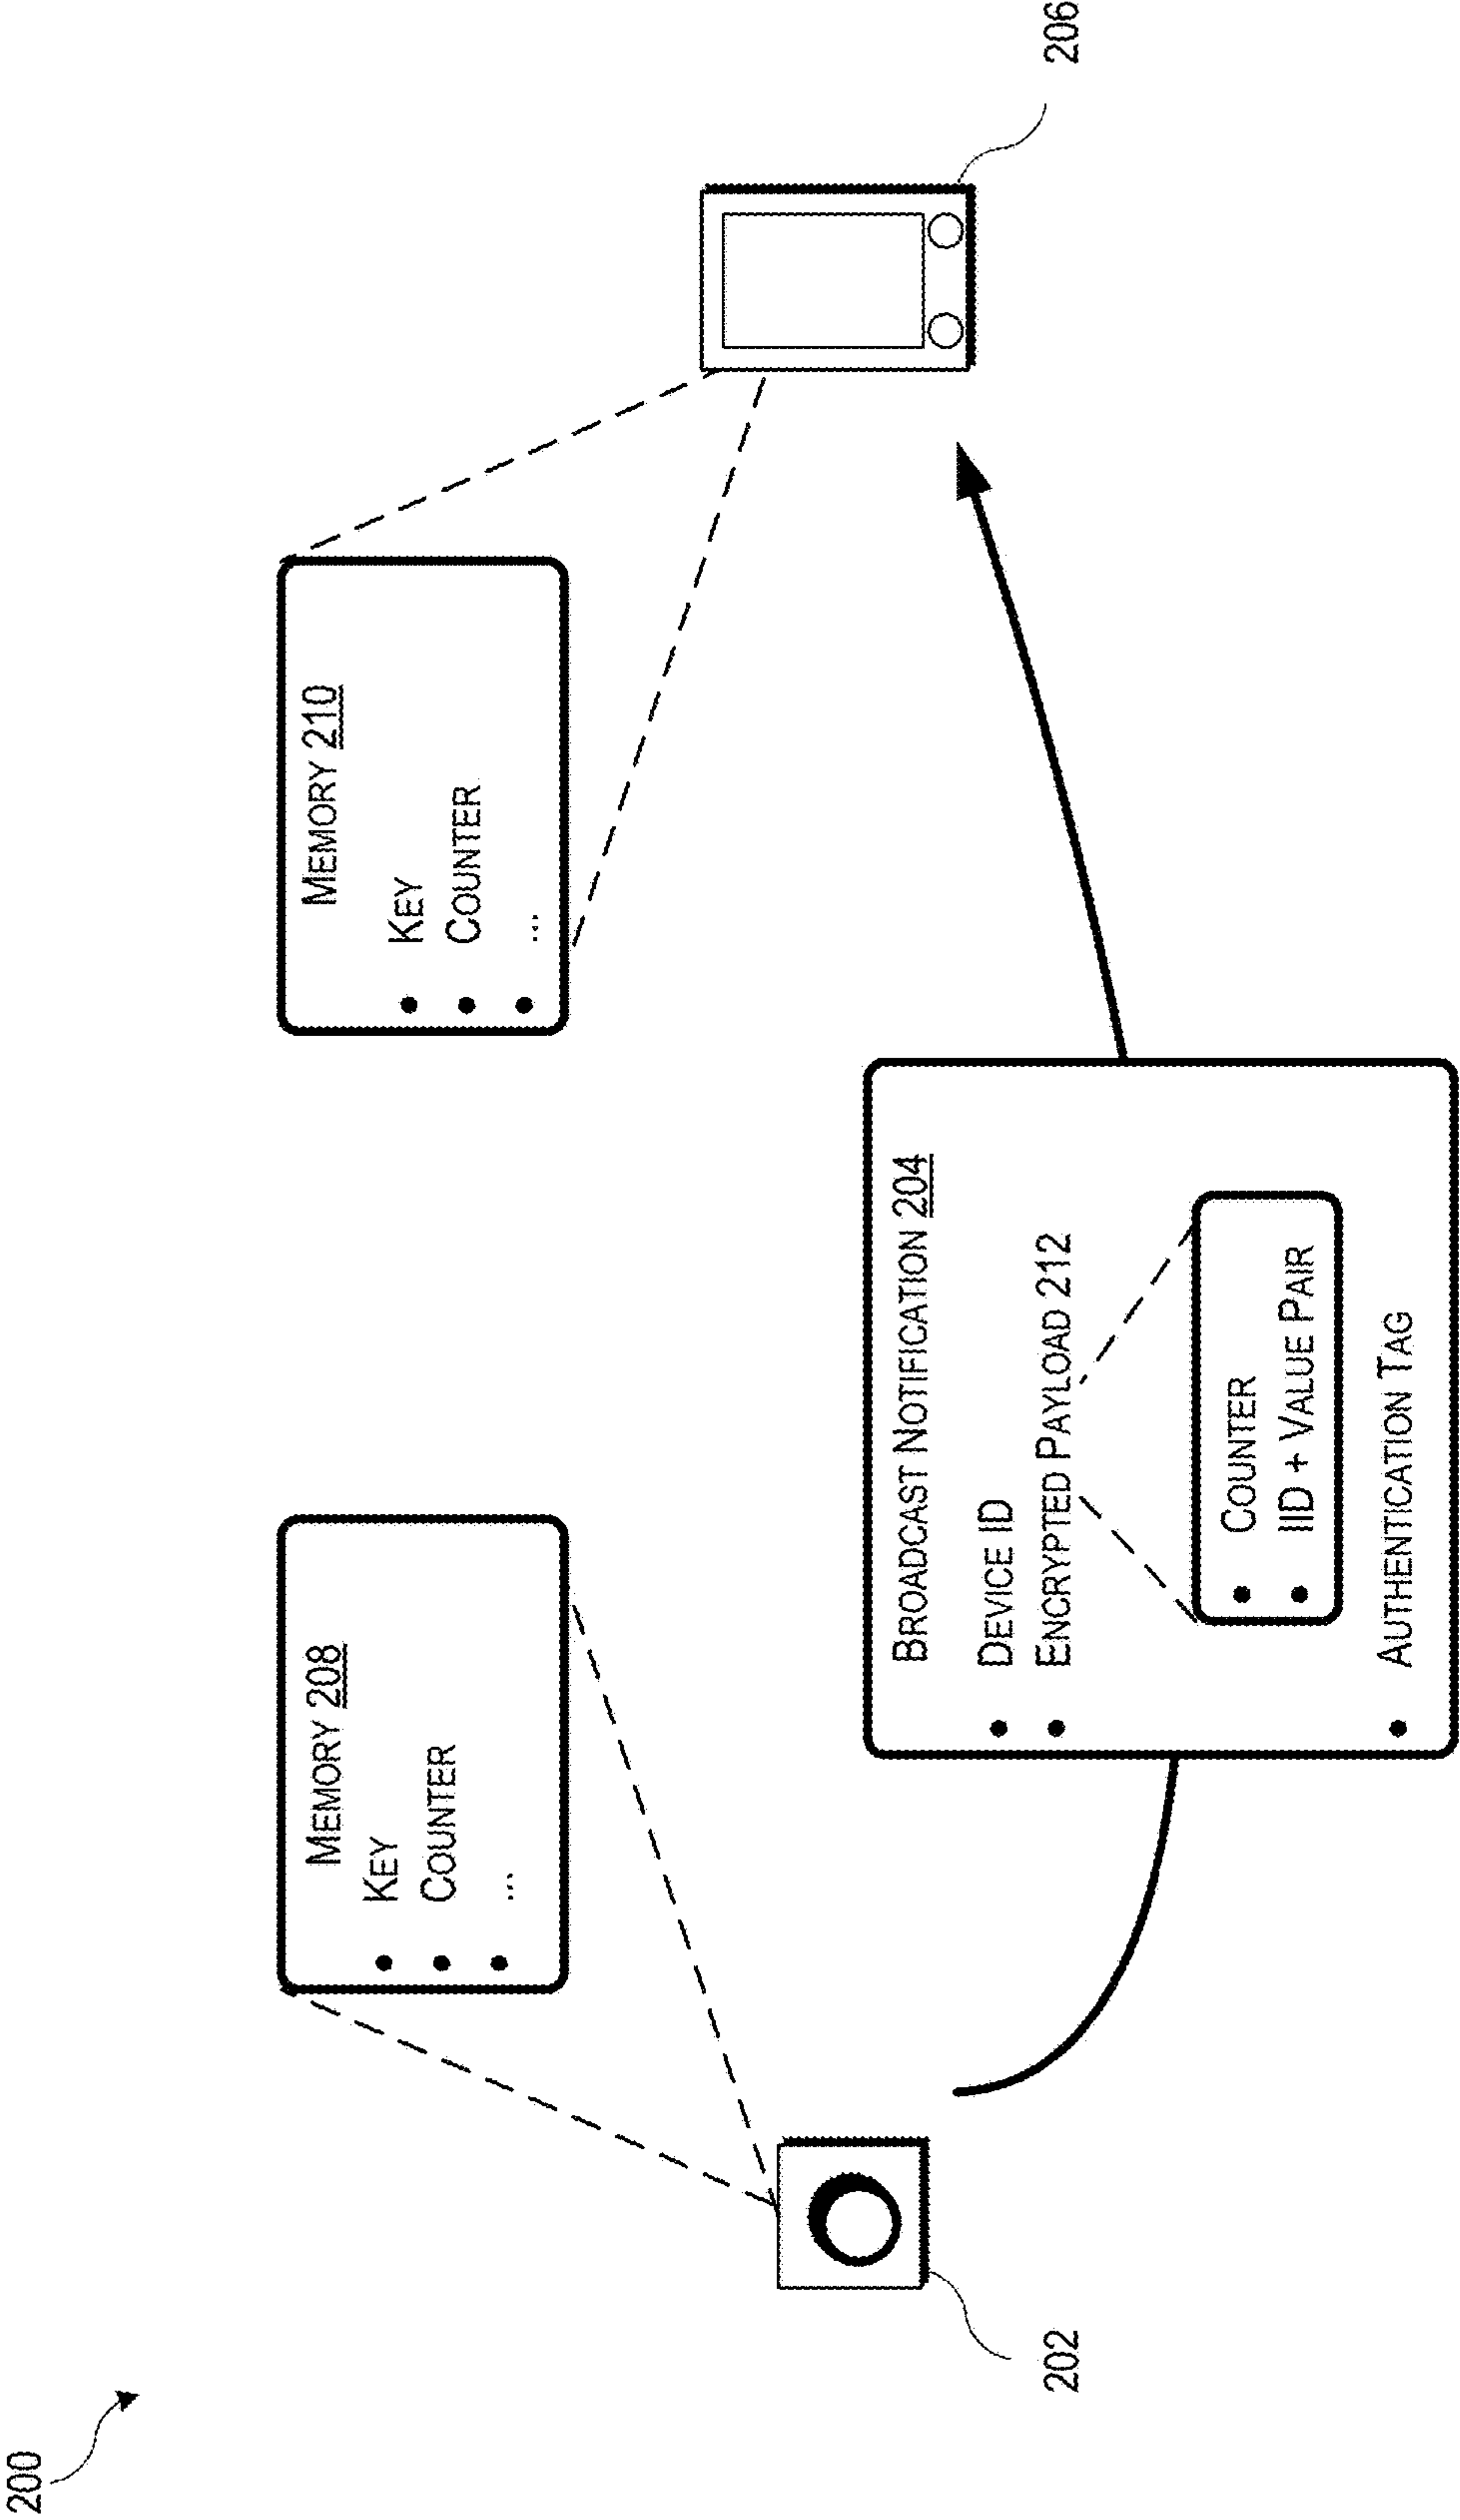 200
MEMORY 208
• KEY
• COUNTER
• ...
MEMORY 210
• KEY
• COUNTER
• ...
202
206
BROADCAST NOTIFICATION 204
• DEVICE ID
• ENCRYPTED PAYLOAD 212
• COUNTER
• IID + VALUE PAIR
• AUTHENTICATION TAG